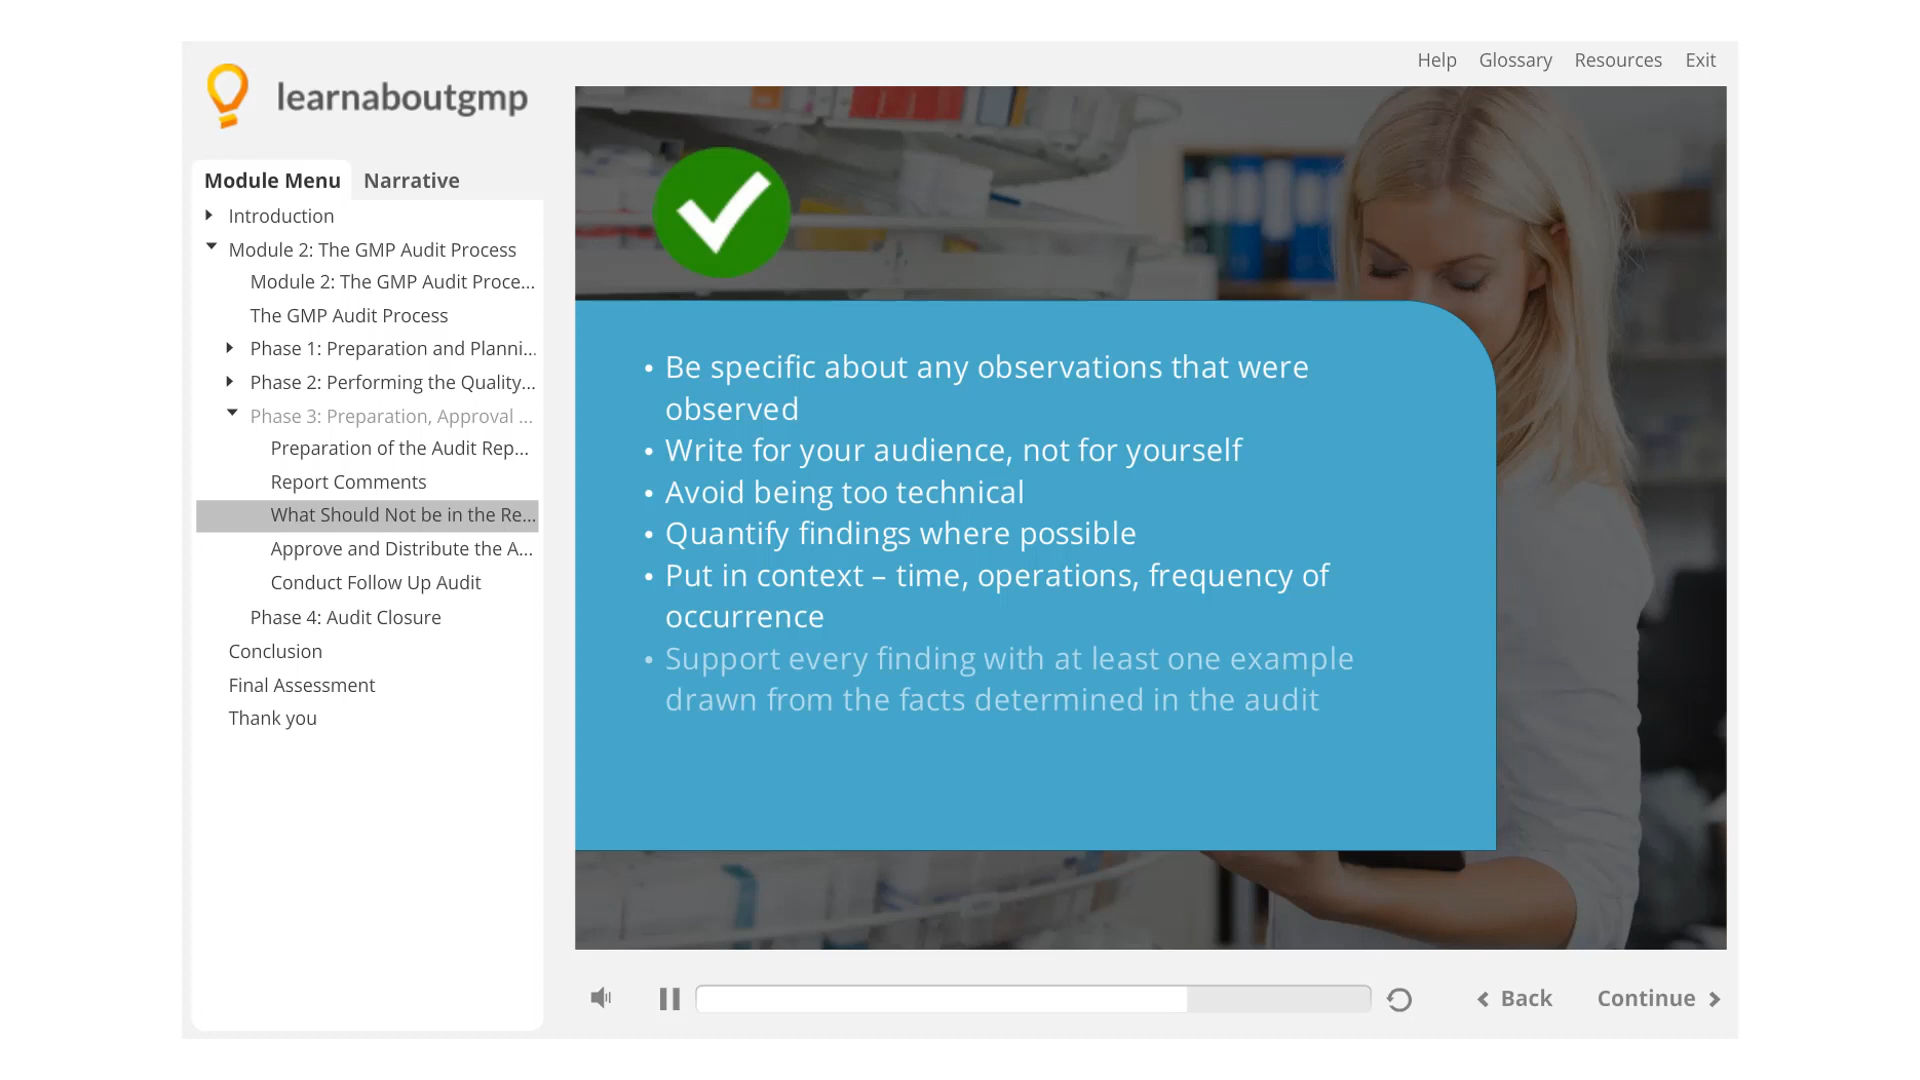 Help Glossary Resources Exit
learnaboutgmp
Module Menu Narrative
Introduction
Module 2: The GMP Audit Process
Module 2: The GMP Audit Proce...
The GMP Audit Process
Phase 1: Preparation and Planni...
Phase 2: Performing the Quality...
Phase 3: Preparation, Approval ...
Preparation of the Audit Rep...
Report Comments
What Should Not be in the Re...
Approve and Distribute the A...
Conduct Follow Up Audit
Phase 4: Audit Closure
Conclusion
Final Assessment
Thank you
• Be specific about any observations that were
observed
• Write for your audience, not for yourself
• Avoid being too technical
• Quantify findings where possible
• Put in context – time, operations, frequency of
occurrence
• Support every finding with at least one example
drawn from the facts determined in the audit
Back Continue